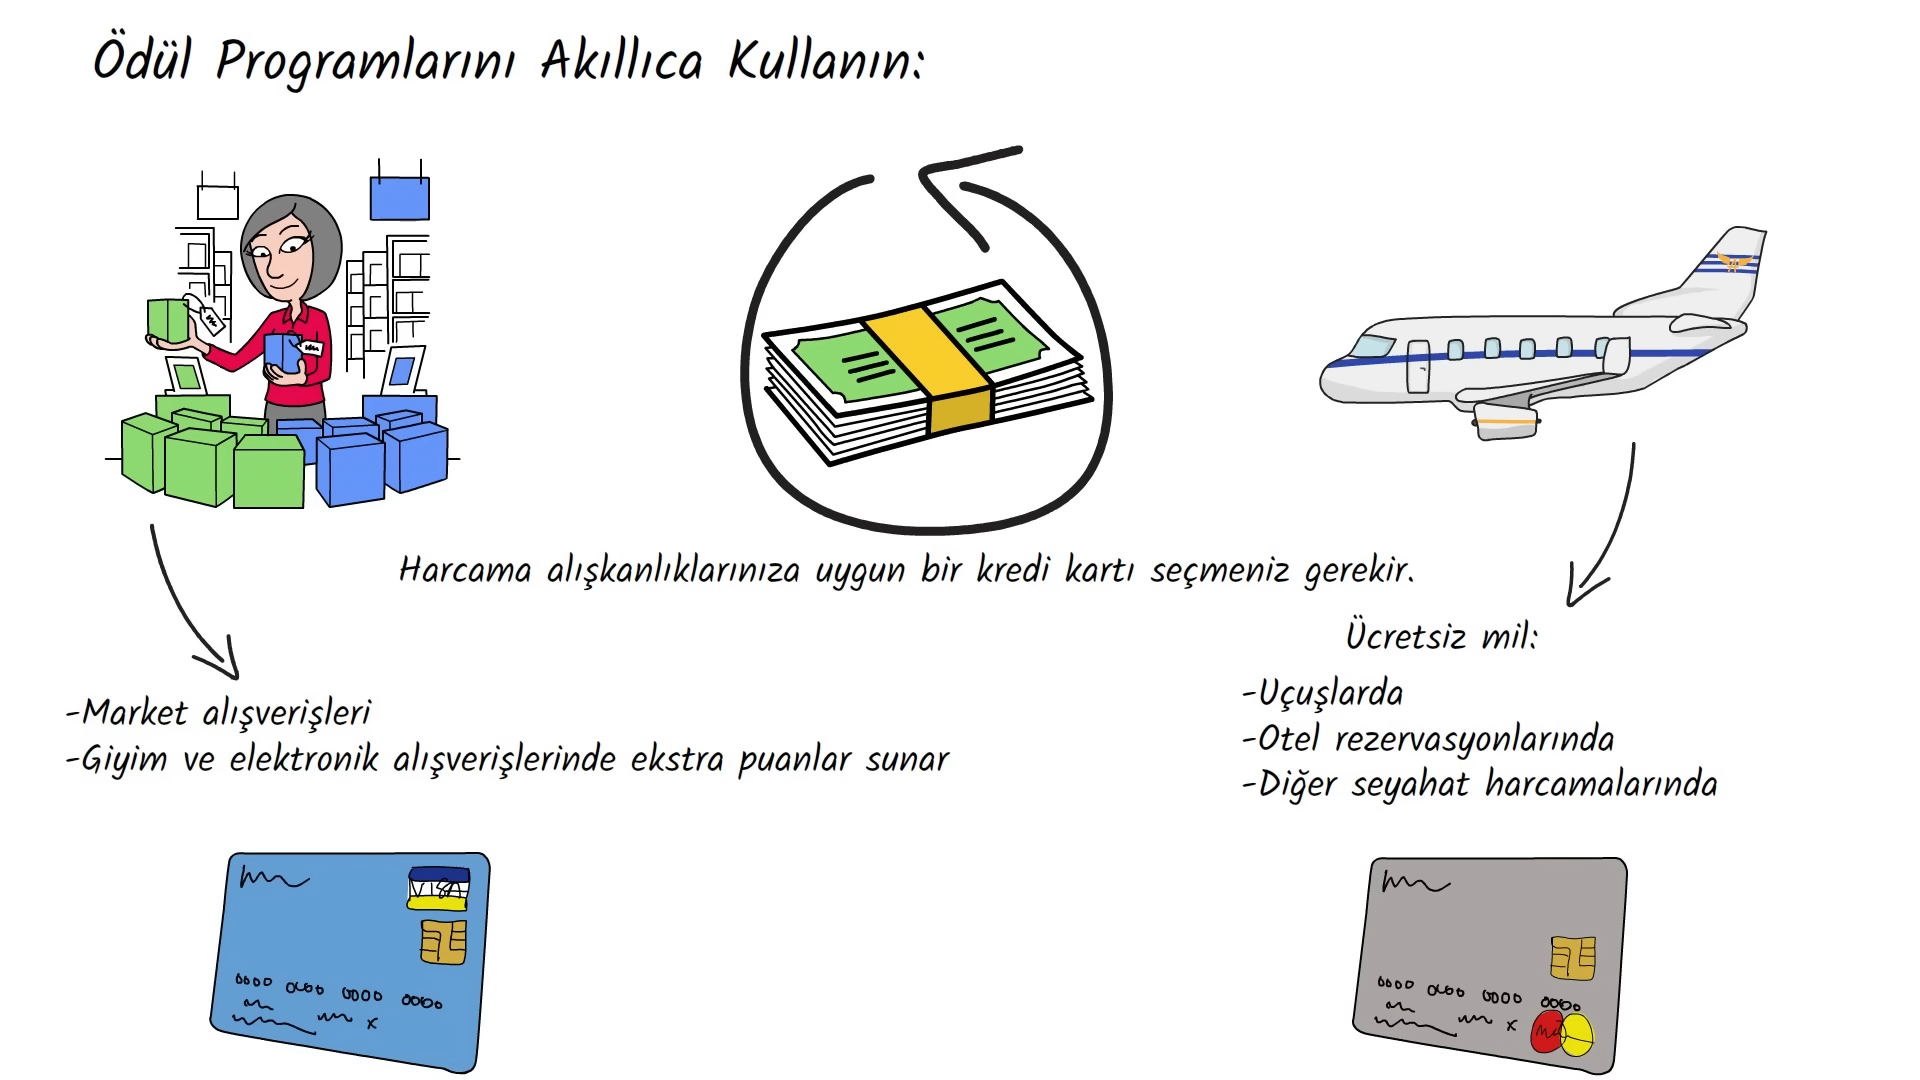 Ödül Programlarını Akıllıca Kullanın:
Harcama alışkanlıklarınıza uygun bir kredi kartı seçmeniz gerekir.
-Market alışverişleri
-Giyim ve elektronik alışverişlerinde ekstra puanlar sunar
Ücretsiz mil:
-Uçuşlarda
-Otel rezervasyonlarında
-Diğer seyahat harcamalarında